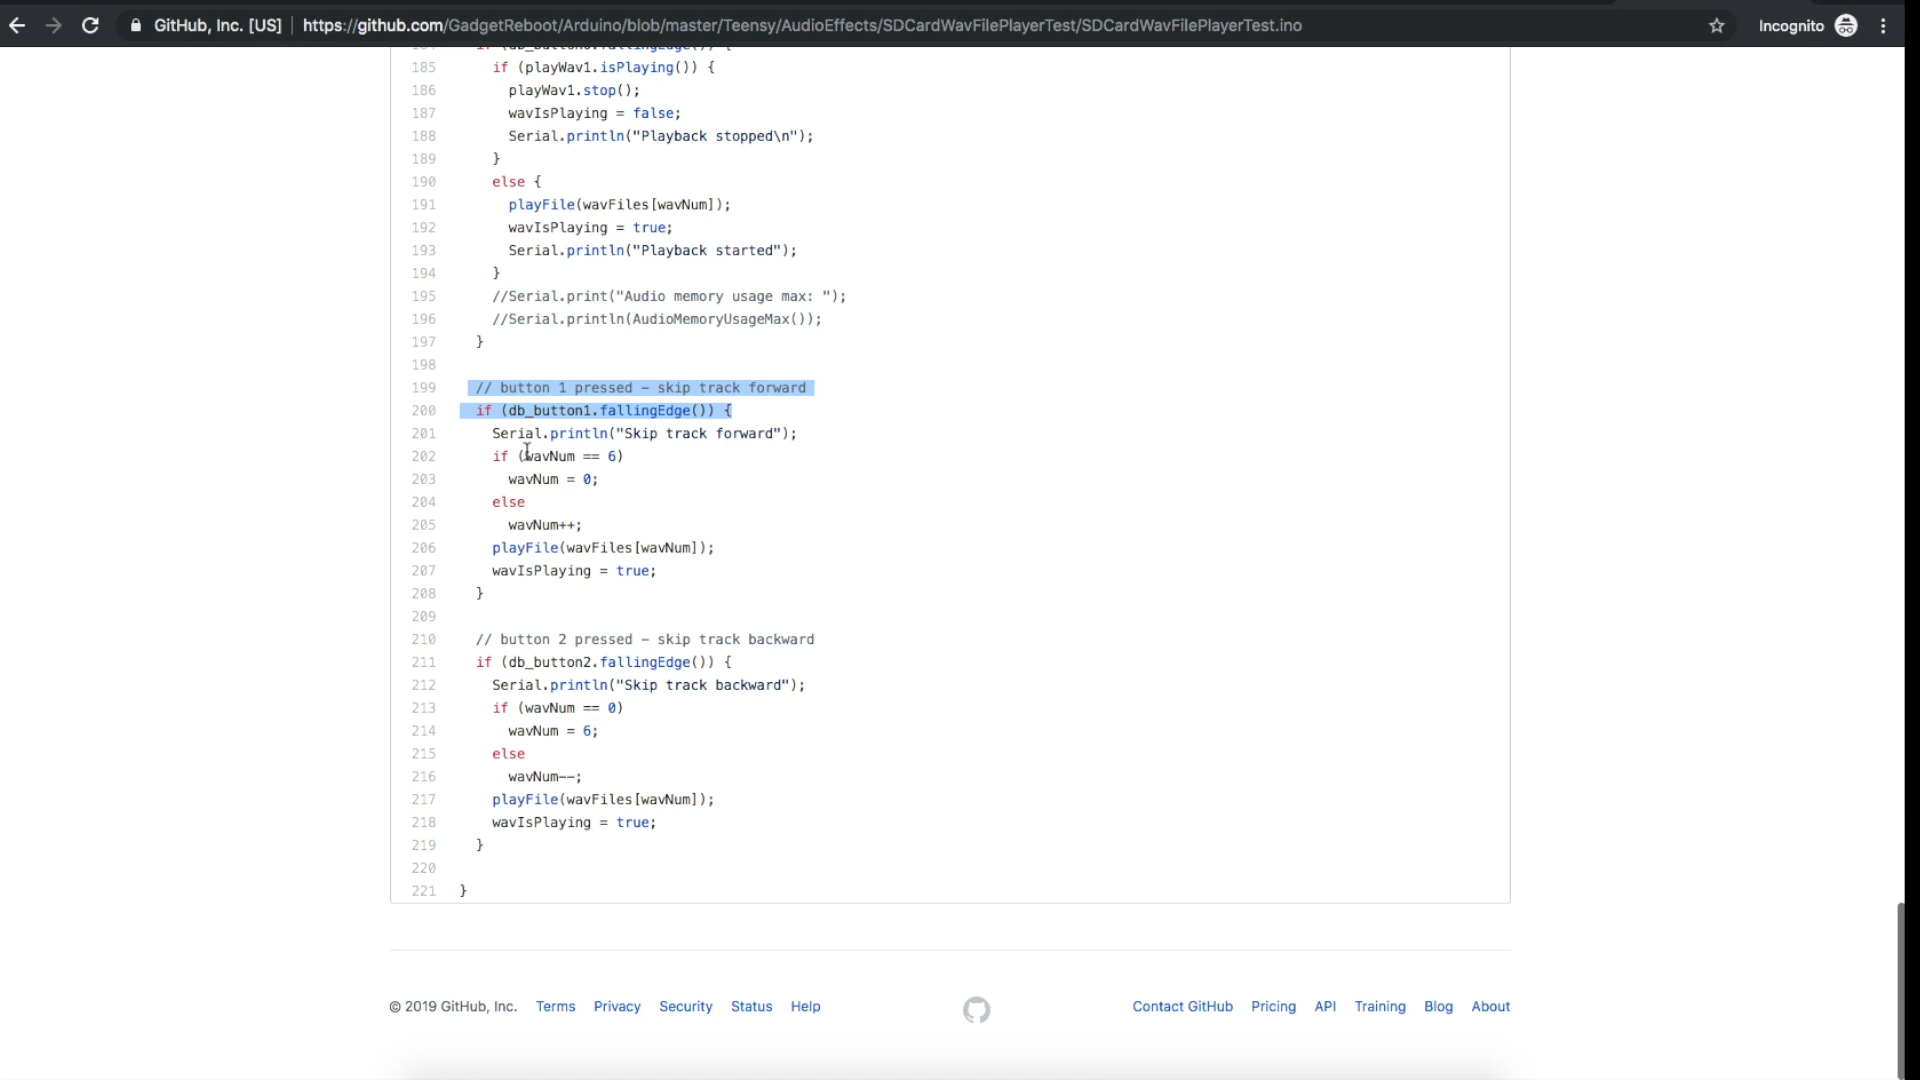 GitHub, Inc. [US] | https://github.com/GadgetReboot/Arduino/blob/master/Teensy/AudioEffects/SDCardWavFilePlayerTest/SDCardWavFilePlayerTest.ino Incognito
185 if (playWav1.isPlaying()) {
186 playWav1.stop();
187 wavIsPlaying = false;
188 Serial.println("Playback stopped\n");
189 }
190 else {
191 playFile(wavFiles[wavNum]);
192 wavIsPlaying = true;
193 Serial.println("Playback started");
194 }
195 //Serial.print("Audio memory usage max: ");
196 //Serial.println(AudioMemoryUsageMax());
197 }
198
199 // button 1 pressed – skip track forward
200 if (db_button1.fallingEdge()) {
201 Serial.println("Skip track forward");
202 if (wavNum == 6)
203 wavNum = 0;
204 else
205 wavNum++;
206 playFile(wavFiles[wavNum]);
207 wavIsPlaying = true;
208 }
209
210 // button 2 pressed – skip track backward
211 if (db_button2.fallingEdge()) {
212 Serial.println("Skip track backward");
213 if (wavNum == 0)
214 wavNum = 6;
215 else
216 wavNum--;
217 playFile(wavFiles[wavNum]);
218 wavIsPlaying = true;
219 }
220
221 }
© 2019 GitHub, Inc. Terms Privacy Security Status Help Contact GitHub Pricing API Training Blog About